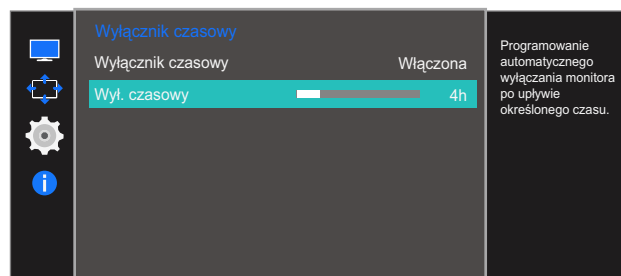 Wyłącznik czasowy
Wyłącznik czasowy Włączona
Wył. czasowy 4h
Programowanie
automatycznego
wyłączania monitora
po upływie
określonego czasu.